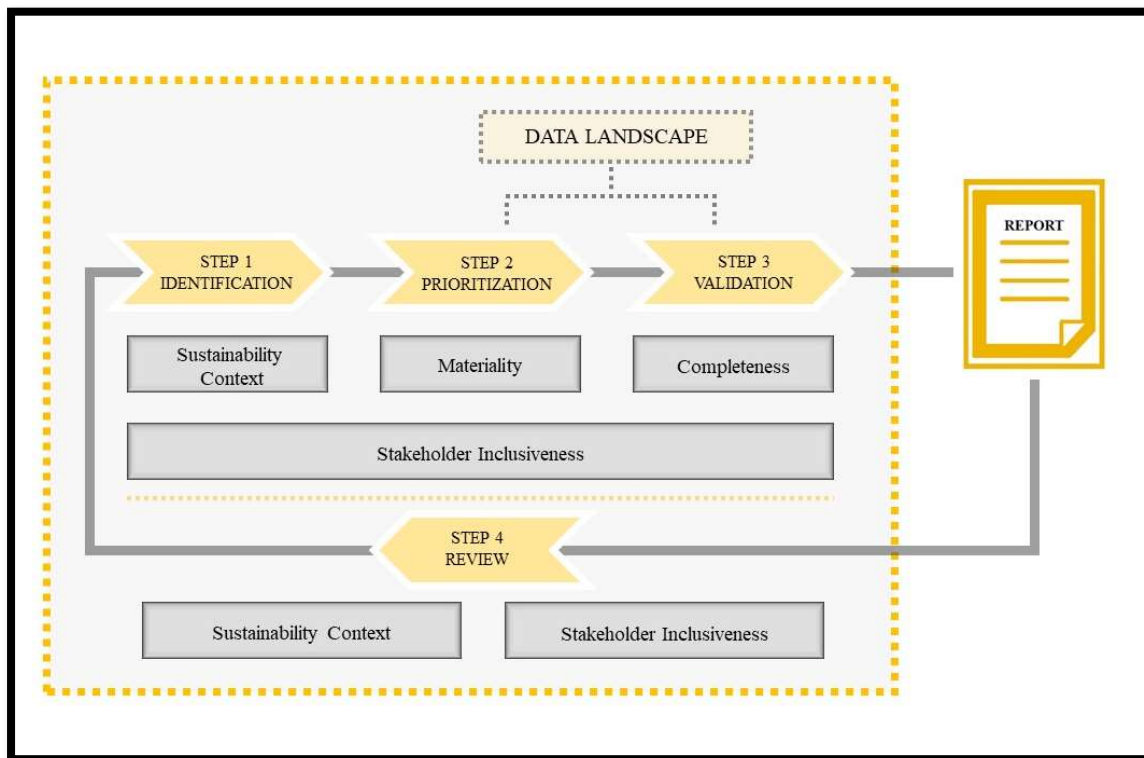 DATA LANDSCAPE
STEP 1
IDENTIFICATION
STEP 2
PRIORITIZATION
STEP 3
VALIDATION
REPORT
Sustainability
Context
Materiality
Completeness
Stakeholder Inclusiveness
STEP 4
REVIEW
Sustainability Context
Stakeholder Inclusiveness